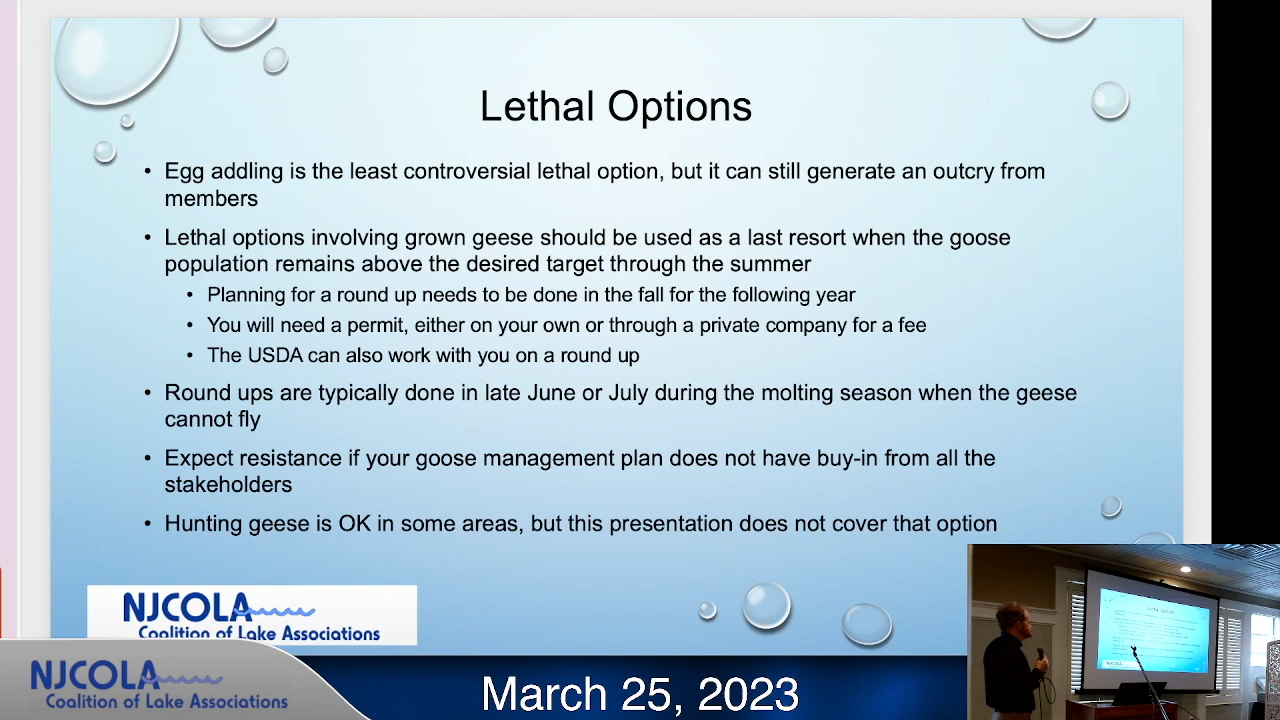 Lethal Options
• Egg addling is the least controversial lethal option, but it can still generate an outcry from
members
• Lethal options involving grown geese should be used as a last resort when the goose
population remains above the desired target through the summer
• Planning for a round up needs to be done in the fall for the following year
• You will need a permit, either on your own or through a private company for a fee
• The USDA can also work with you on a round up
• Round ups are typically done in late June or July during the molting season when the geese
cannot fly
• Expect resistance if your goose management plan does not have buy-in from all the
stakeholders
• Hunting geese is OK in some areas, but this presentation does not cover that option
NJCOLA
Coalition of Lake Associations
NJCOLA
Coalition of Lake Associations
March 25, 2023
Lethal Options